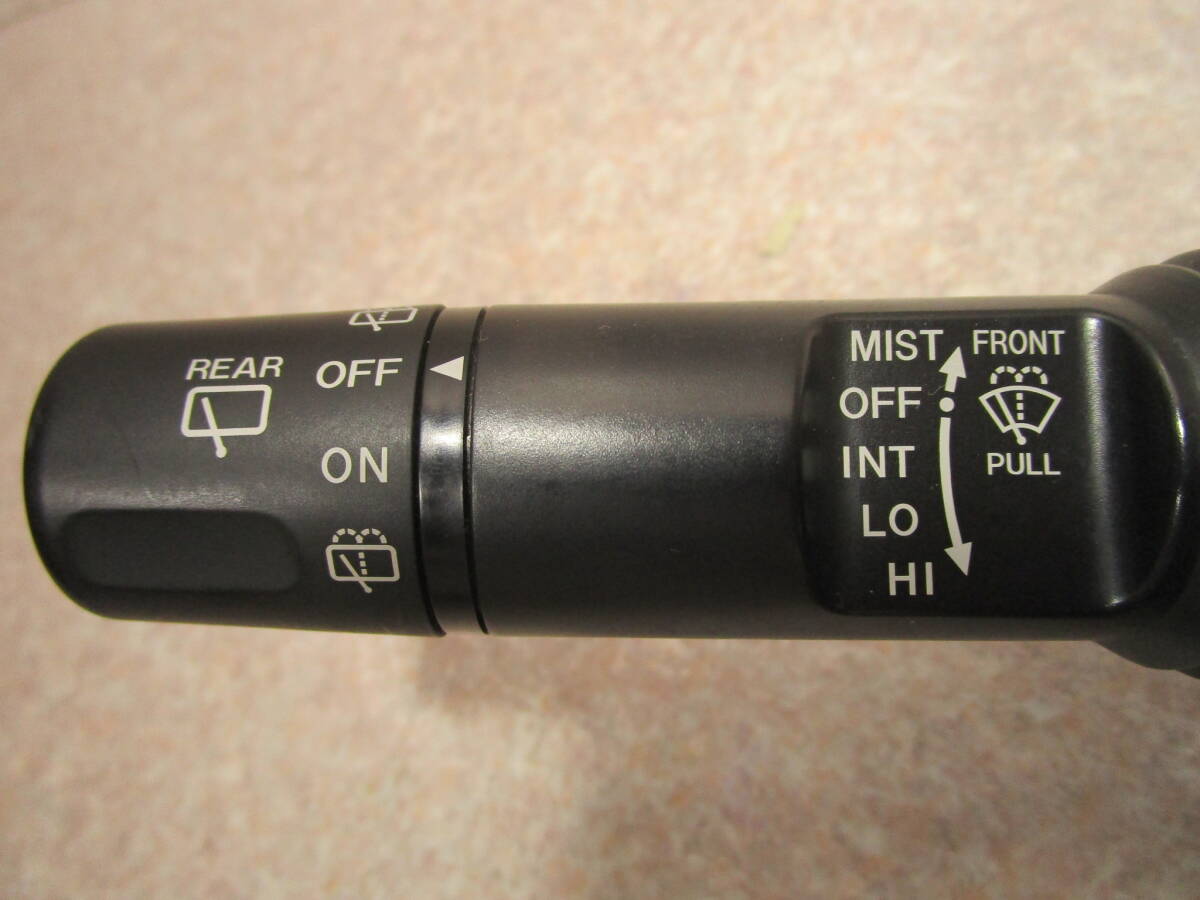 REAR
OFF
ON
MIST
OFF
INT
LO
HI
FRONT
PULL